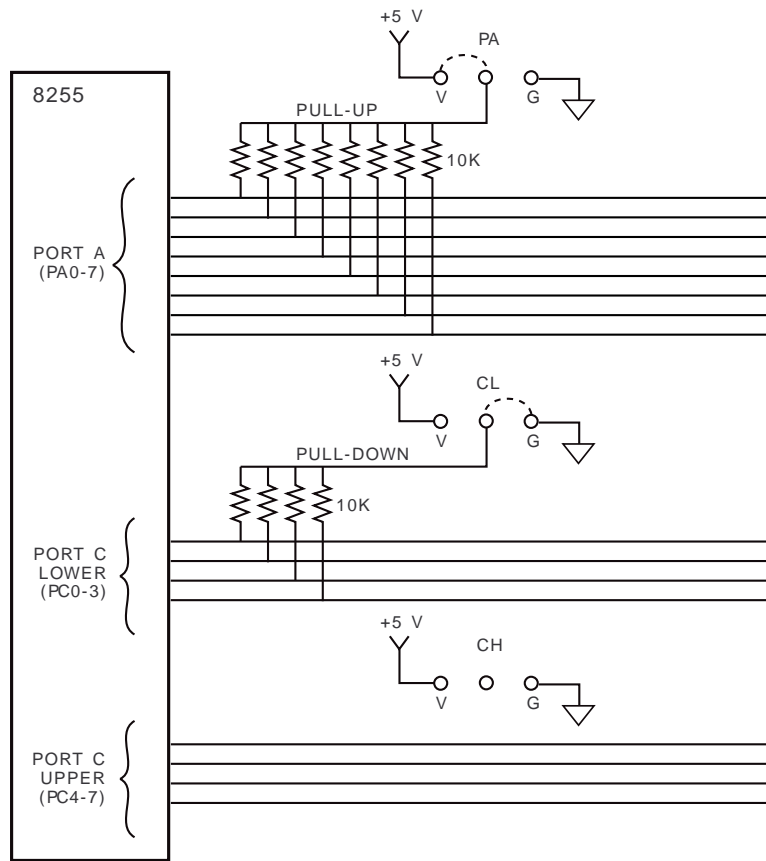 +5 V
PA
8255
V
G
PULL-UP
10K
PORT A
(PA0-7)
+5 V
CL
V
G
PULL-DOWN
10K
PORT C
LOWER
(PC0-3)
+5 V
CH
V
G
PORT C
UPPER
(PC4-7)